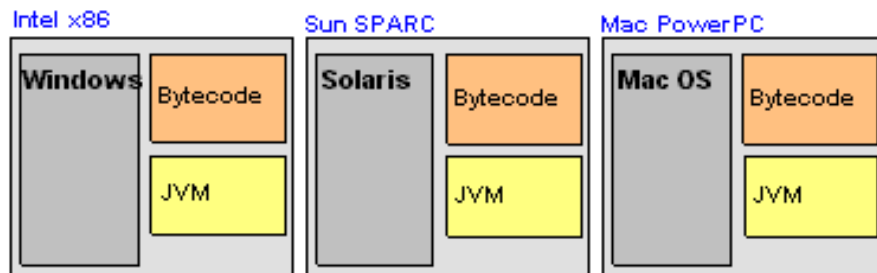 Intel x86
Sun SPARC
Mac PowerPC
Windows
Bytecode
JVM
Solaris
Bytecode
JVM
Mac OS
Bytecode
JVM